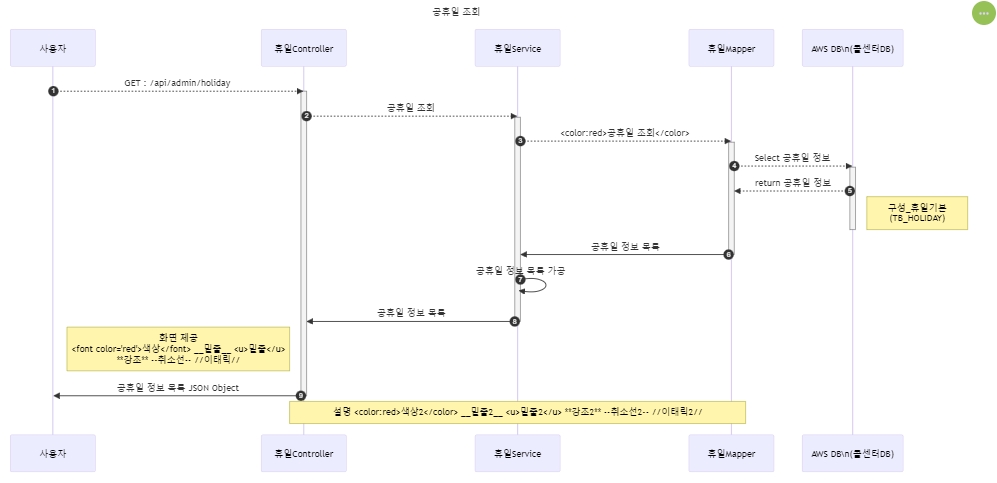 공휴일 조회
...
사용자
휴일Controller
휴일Service
휴일Mapper
AWS DB\n(콜센터DB)
1
GET : /api/admin/holiday
2
공휴일 조회
3
<color:red>공휴일 조회</color>
4
Select 공휴일 정보
return 공휴일 정보
5
구성_휴일기본
(TB_HOLIDAY)
공휴일 정보 목록
6
공휴일 정보 목록 가공
7
공휴일 정보 목록
8
화면 제공
<font color='red'>색상</font> __밑줄__ <u>밑줄</u>
**강조** --취소선-- //이태릭//
공휴일 정보 목록 JSON Object
9
설명 <color:red>색상2</color> __밑줄2__ <u>밑줄2</u> **강조2** --취소선2-- //이태릭2//
사용자
휴일Controller
휴일Service
휴일Mapper
AWS DB\n(콜센터DB)